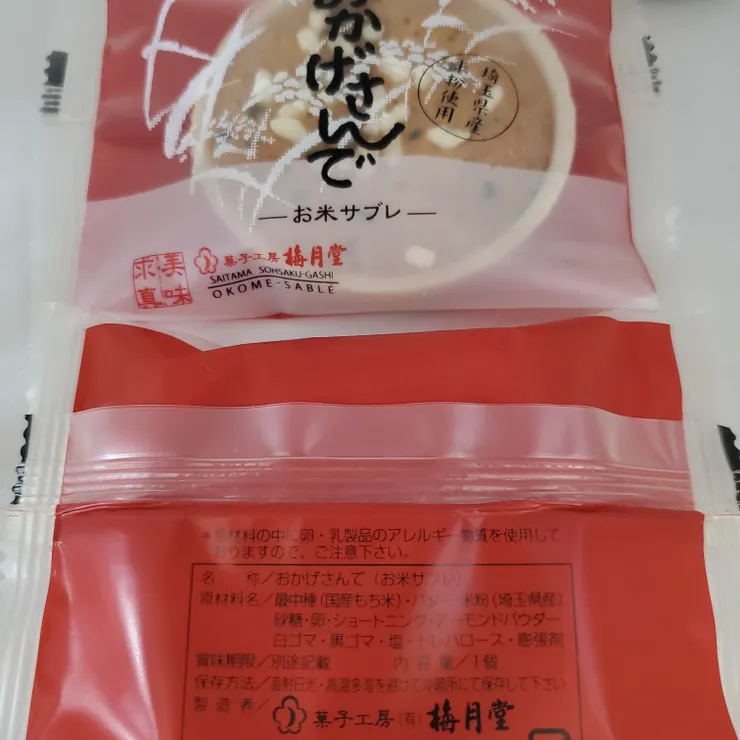 おかげさんで
埼玉県産
米粉使用
お米サブレ
求美
真味
菓子工房 梅月堂
SAITAMA SOHSAKU-GASHI
OKOME-SABLE
*原材料の中に卵・乳製品のアレルギー物質を使用して
おりますので、ご注意下さい。
名　称/おかげさんで(お米サブレ)
原材料名/最中種(国産もち米)・バター・米粉(埼玉県産)
砂糖・卵・ショートニング・アーモンドパウダー
白ゴマ・黒ゴマ・塩・トレハロース・膨張剤
賞味期限/別途記載　内容量/1個
保存方法/直射日光・高温多湿を避けて冷暗所にて保存して下さい
製造者/菓子工房(有)梅月堂